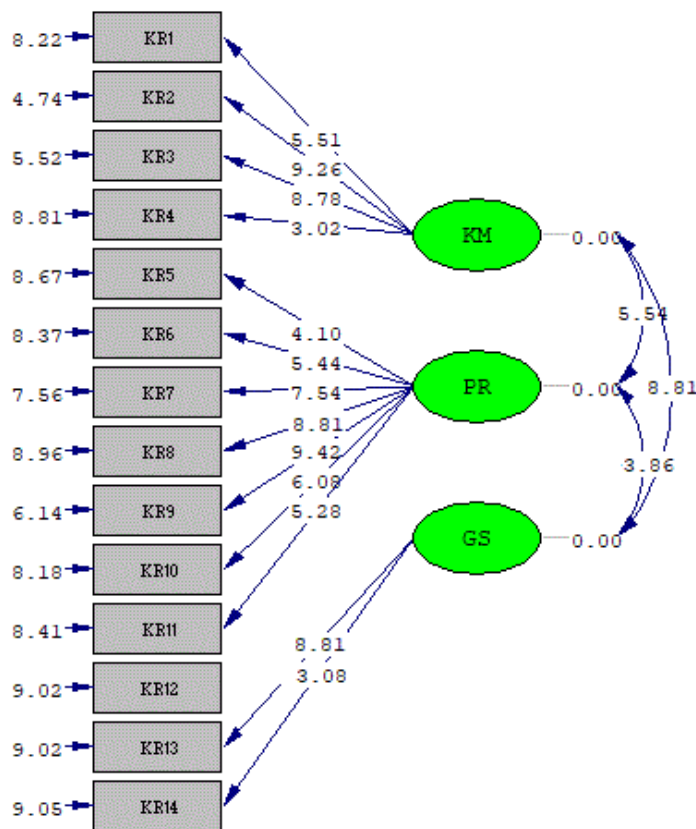 8.22 KR1
4.74 KR2
5.51
9.26
5.52 KR3
8.78
8.81 KR4
3.02
KM 0.00
8.67 KR5
5.54
8.37 KR6
4.10
5.44
7.56 KR7
7.54
PR 0.00 8.81
8.81
8.96 KR8
9.42
3.86
6.08
6.14 KR9
5.28
GS 0.00
8.18 KR10
8.41 KR11
8.81
3.08
9.02 KR12
9.02 KR13
9.05 KR14